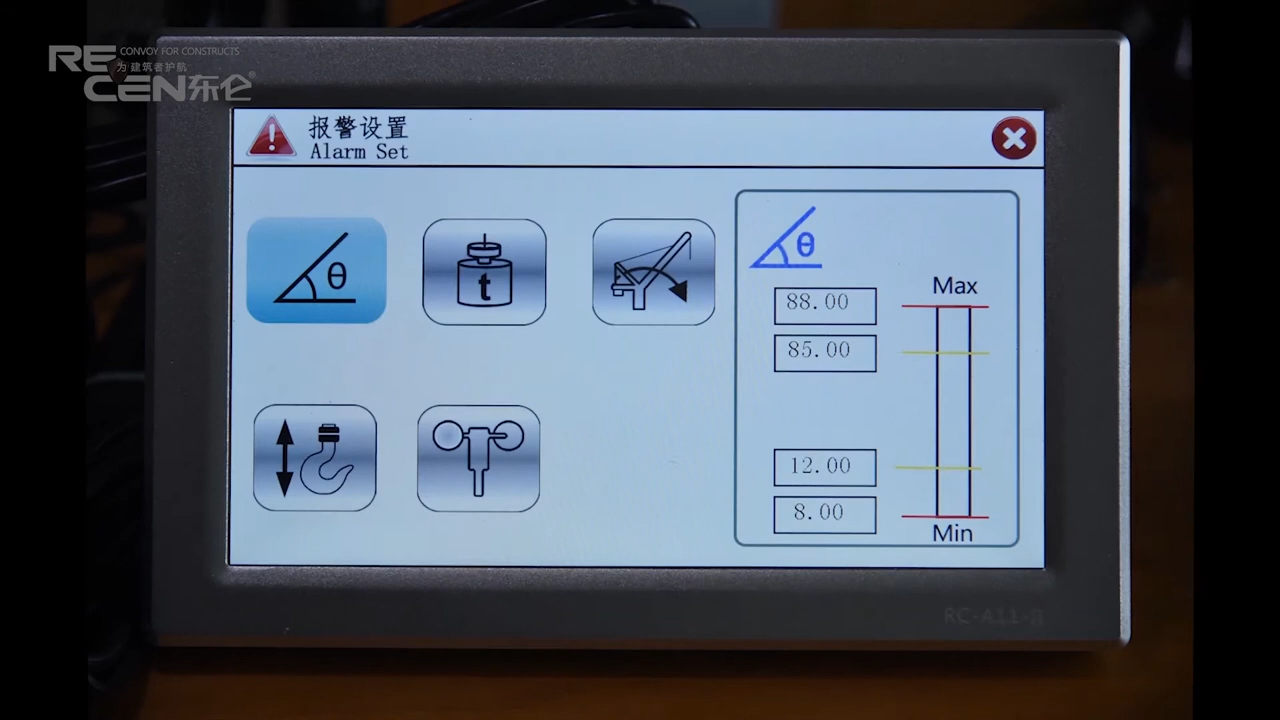 RE CONVOY FOR CONSTRUCTS
为建筑者护航
CEN东仑®
报警设置
Alarm Set
θ
t
θ
Max
88.00
85.00
12.00
8.00
Min